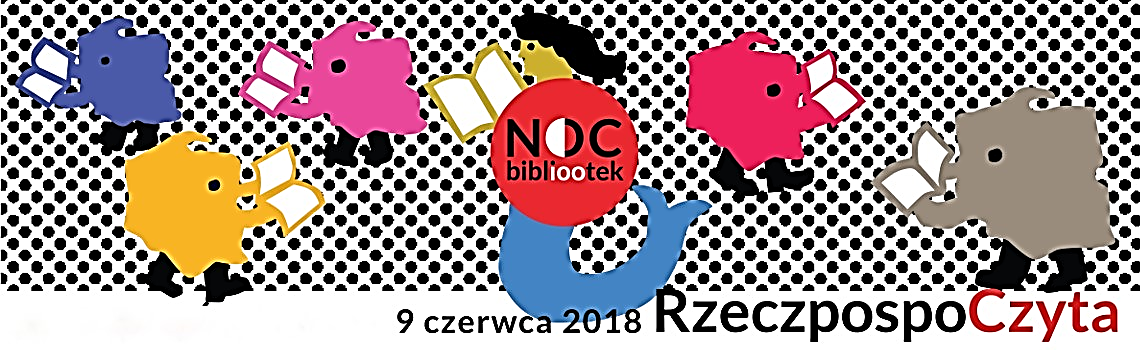 NOC
bibliootek
9 czerwca 2018 RzeczpospoCzyta